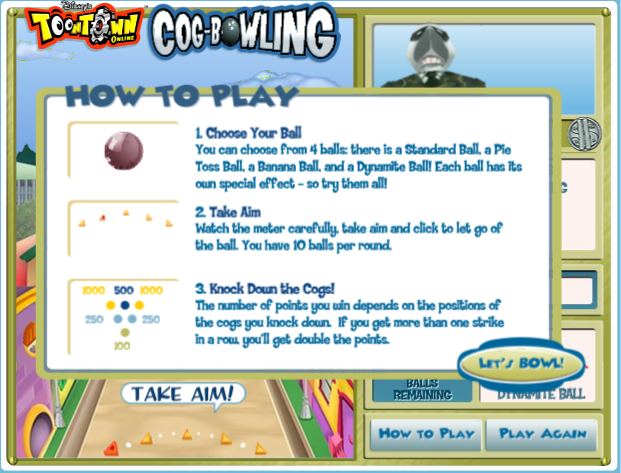 Disney's
TOONTOWN
ONLINE
COG-BOWLING
HOW TO PLAY
1. Choose Your Ball
You can choose from 4 balls: there is a Standard Ball, a Pie
Toss Ball, a Banana Ball, and a Dynamite Ball! Each ball has its
own special effect - so try them all!
2. Take Aim
Watch the meter carefully, take aim and click to let go of
the ball. You have 10 balls per round.
1000 500 1000
250 250
100
3. Knock Down the Cogs!
The number of points you win depends on the positions of
the cogs you knock down. If you get more than one strike
in a row, you'll get double the points.
LET'S BOWL!
TAKE AIM!
BALLS
REMAINING
DYNAMITE BALL
HOW TO PLAY
PLAY AGAIN